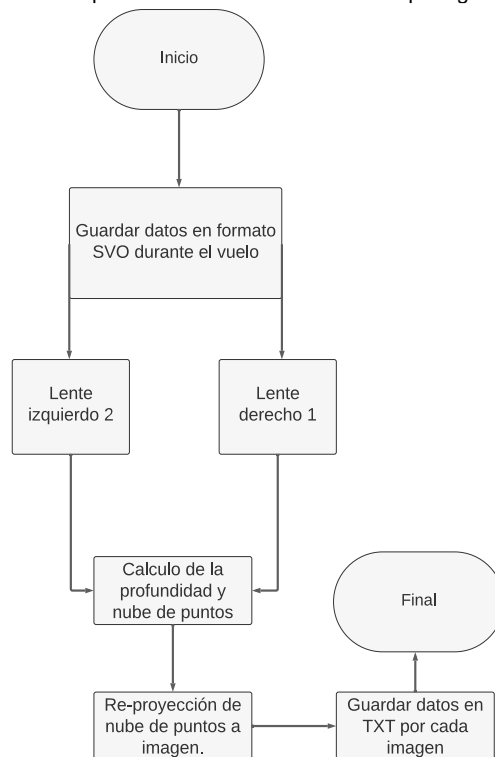 Inicio
Guardar datos en formato
SVO durante el vuelo
Lente
izquierdo 2
Lente
derecho 1
Calculo de la
profundidad y
nube de puntos
Final
Re-proyección de
nube de puntos a
imagen.
Guardar datos en
TXT por cada
imagen